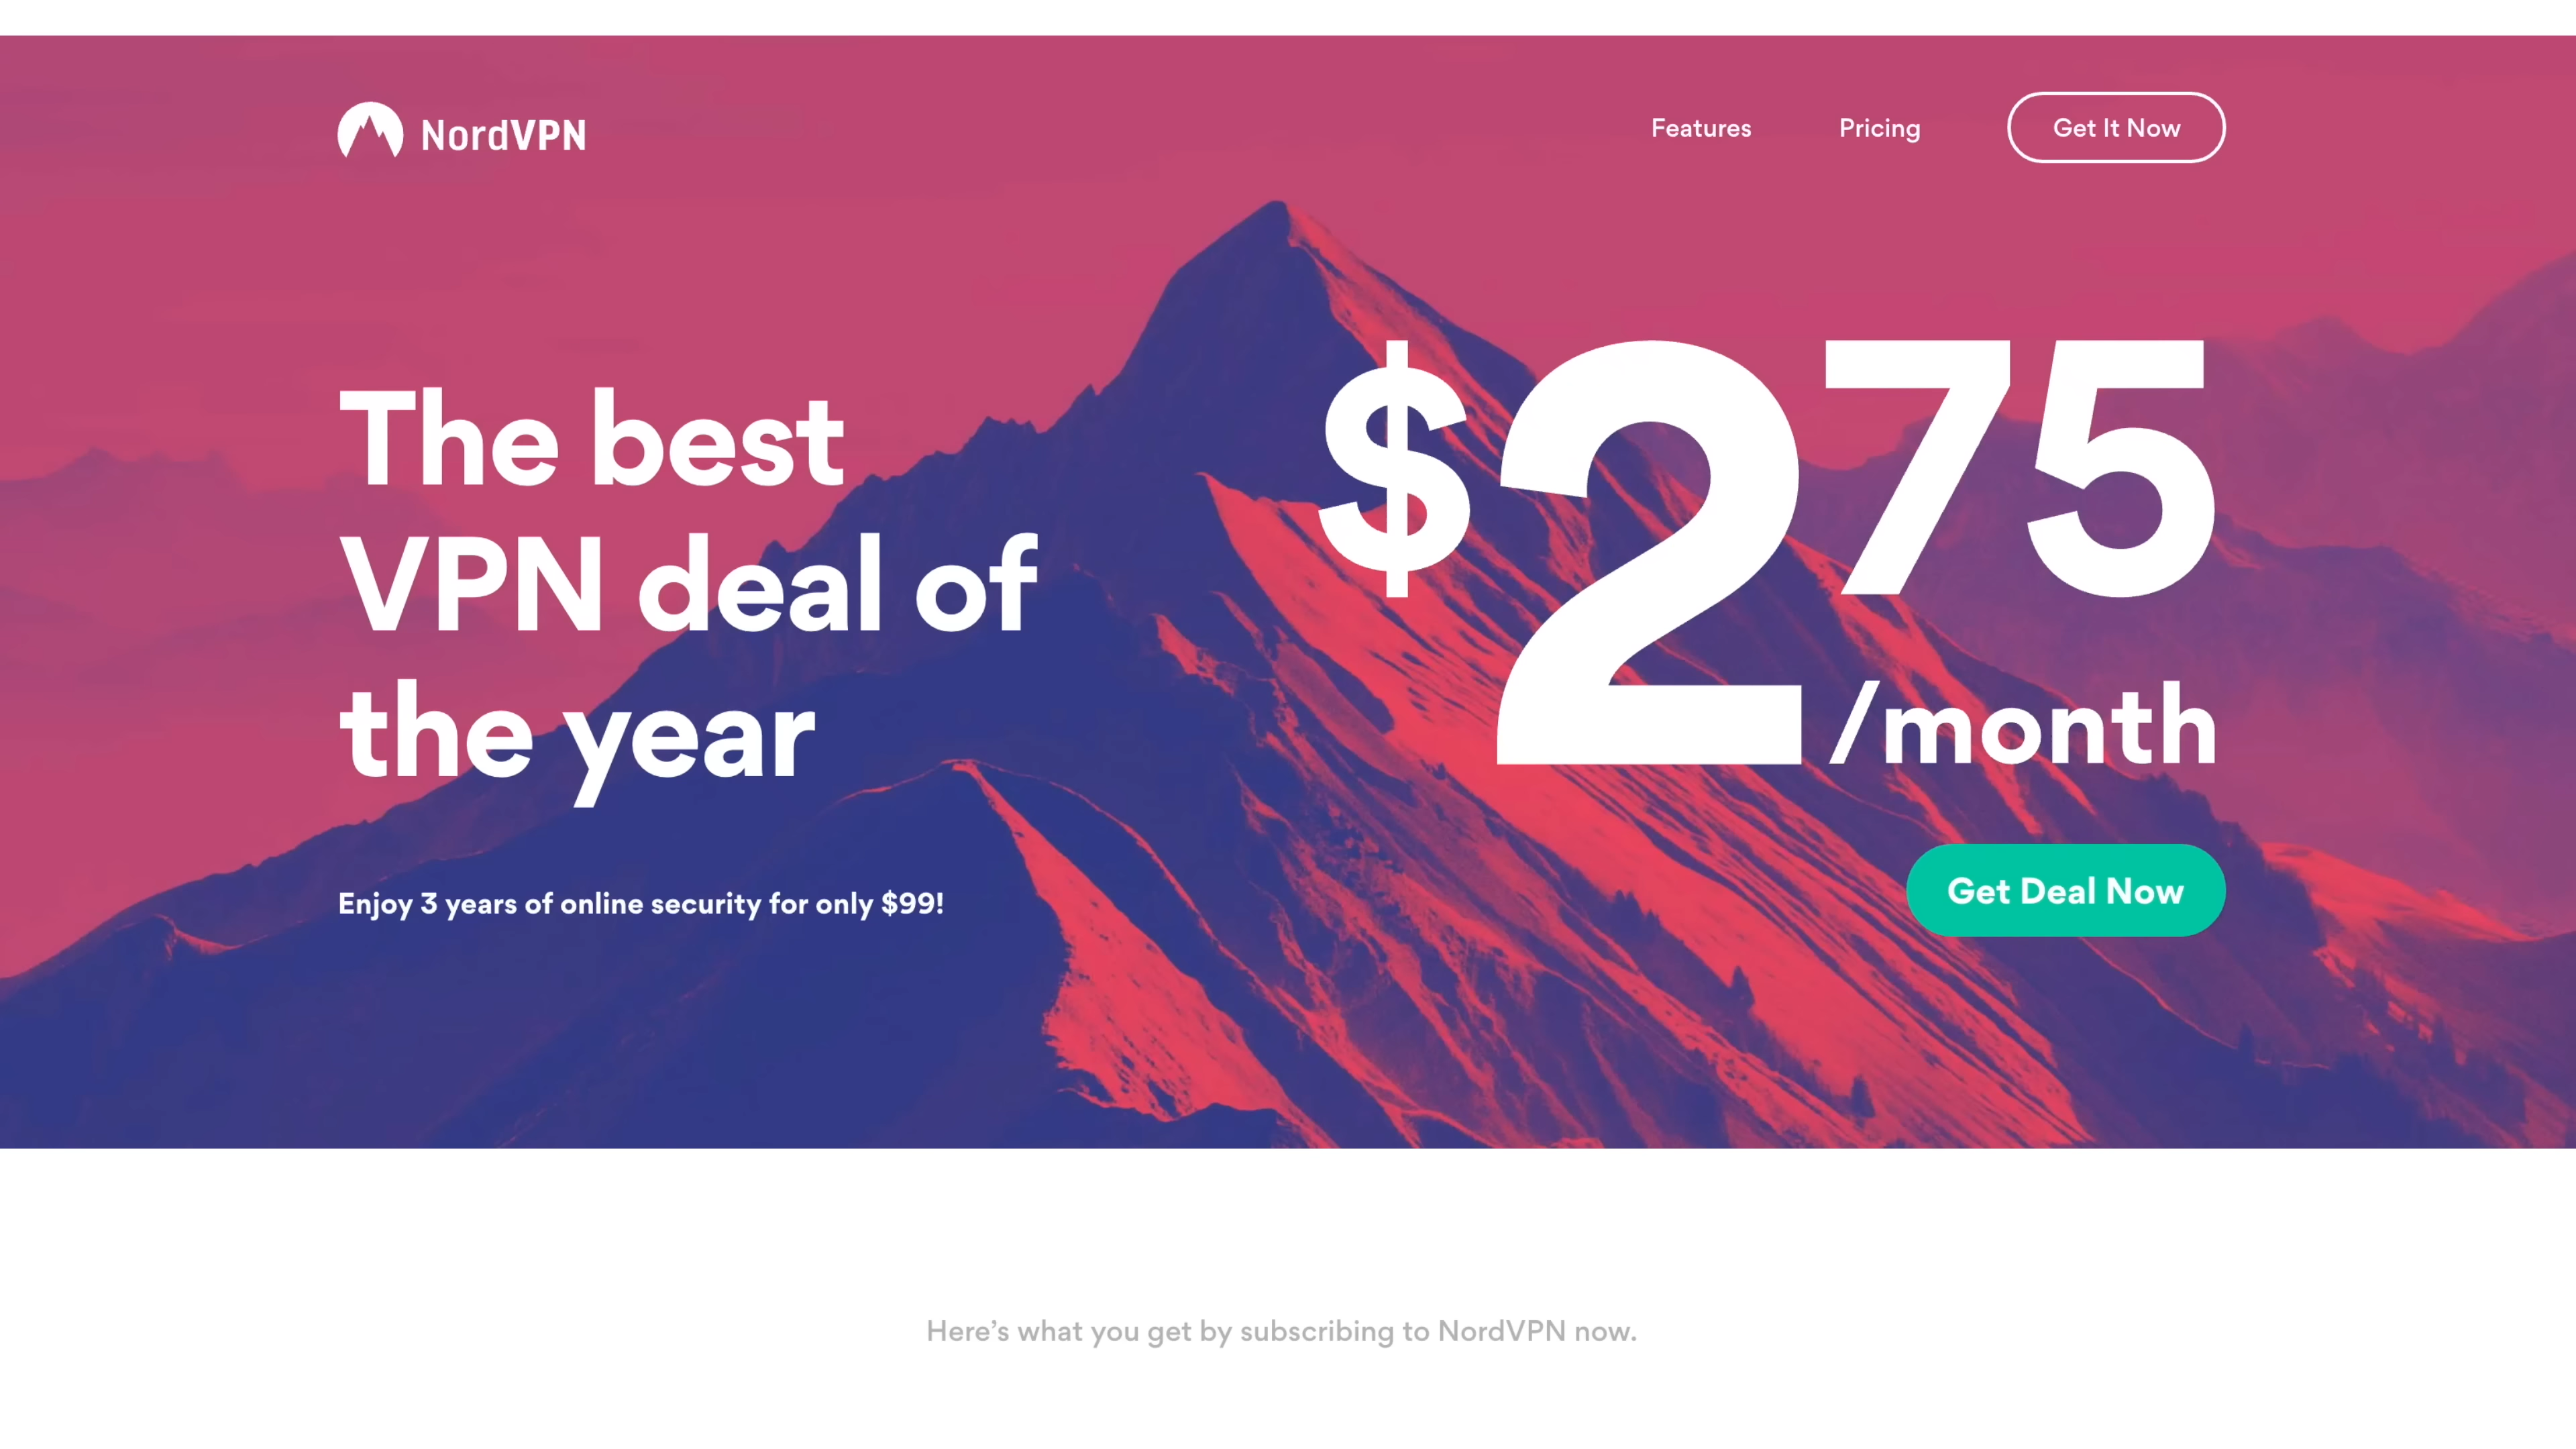 NordVPN
Features
Pricing
Get It Now
The best
VPN deal of
the year
$275
/month
Enjoy 3 years of online security for only $99!
Get Deal Now
Here’s what you get by subscribing to NordVPN now.